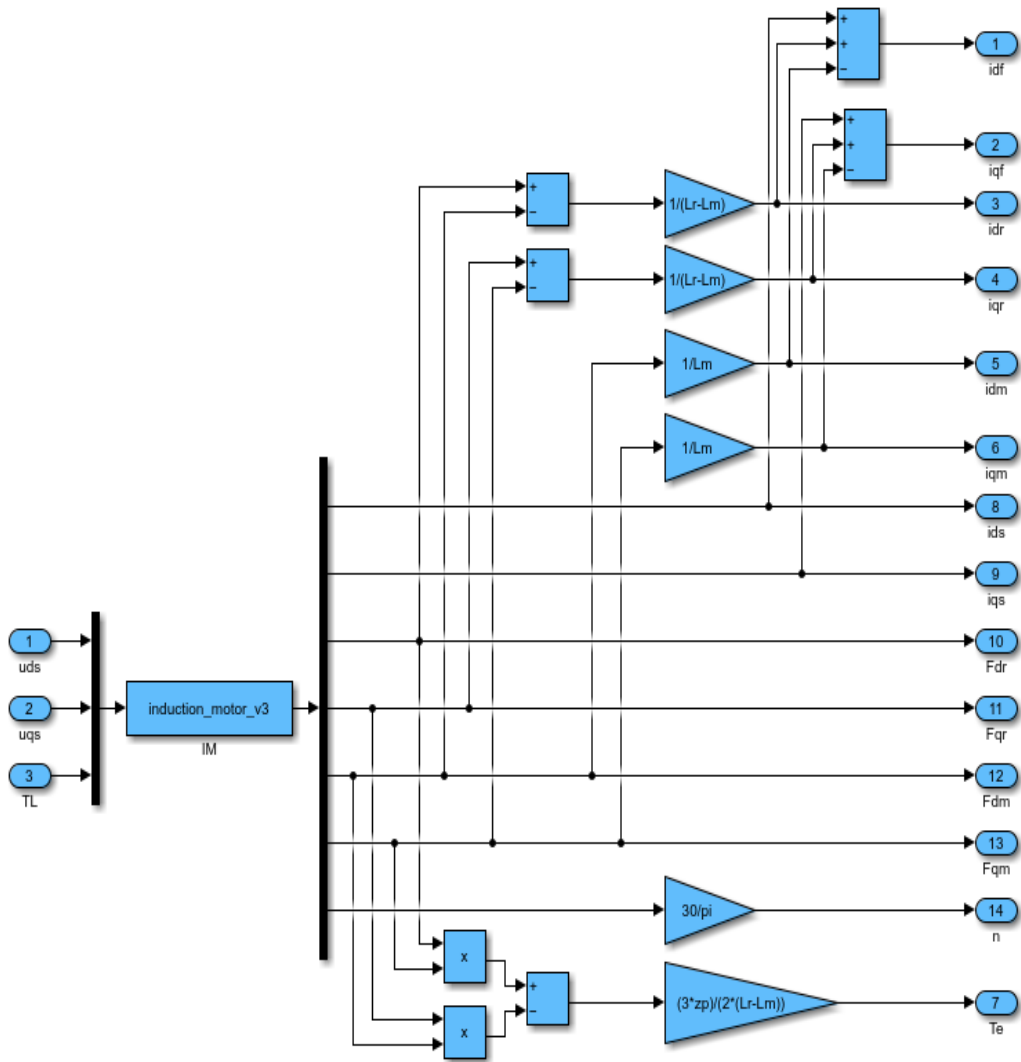 +
+
−
1
idf
+
+
−
2
iqf
+
−
1/(Lr-Lm)
3
idr
+
−
1/(Lr-Lm)
4
iqr
1/Lm
5
idm
1/Lm
6
iqm
8
ids
9
iqs
1
uds
10
Fdr
2
uqs
induction_motor_v3
IM
11
Fqr
3
TL
12
Fdm
13
Fqm
30/pi
14
n
x
+
−
x
(3*zp)/(2*(Lr-Lm))
7
Te